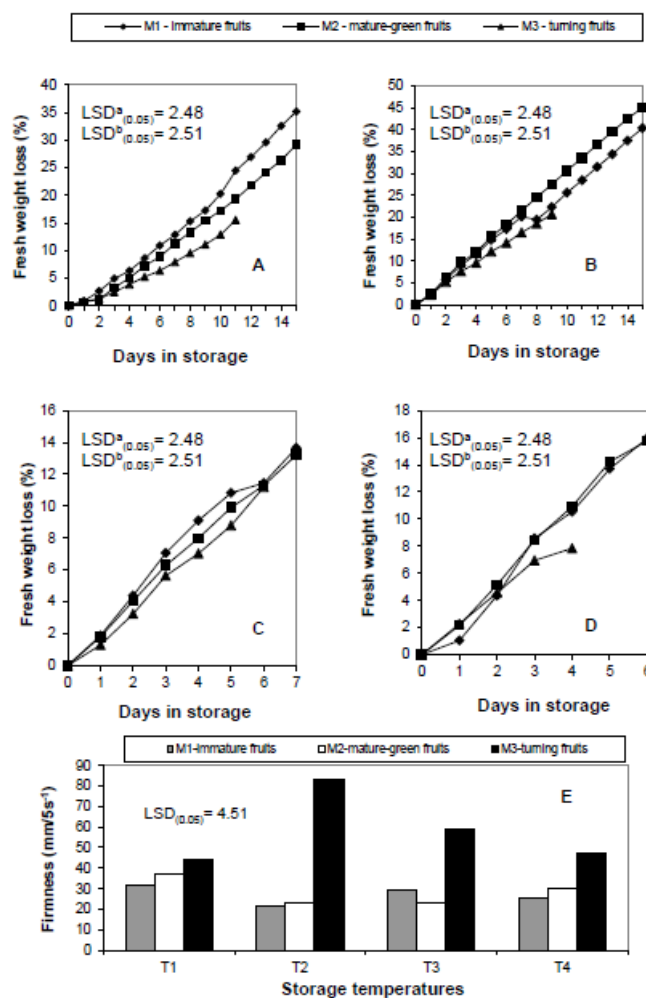 M1 - immature fruits M2 - mature-green fruits M3 - turning fruits
40
35
30
25
20
15
10
5
0
Fresh weight loss (%)
LSDᵃ(0.05)= 2.48
LSDᵇ(0.05)= 2.51
A
0 2 4 6 8 10 12 14
Days in storage
50
45
40
35
30
25
20
15
10
5
0
Fresh weight loss (%)
LSDᵃ(0.05)= 2.48
LSDᵇ(0.05)= 2.51
B
0 2 4 6 8 10 12 14
Days in storage
16
14
12
10
8
6
4
2
0
Fresh weight loss (%)
LSDᵃ(0.05)= 2.48
LSDᵇ(0.05)= 2.51
C
0 1 2 3 4 5 6 7
Days in storage
18
16
14
12
10
8
6
4
2
0
Fresh weight loss (%)
LSDᵃ(0.05)= 2.48
LSDᵇ(0.05)= 2.51
D
0 1 2 3 4 5 6
Days in storage
M1-immature fruits M2-mature-green fruits M3-turning fruits
90
80
70
60
50
40
30
20
10
0
Firmness (mm/5s⁻¹)
LSD(0.05)= 4.51
E
T1 T2 T3 T4
Storage temperatures